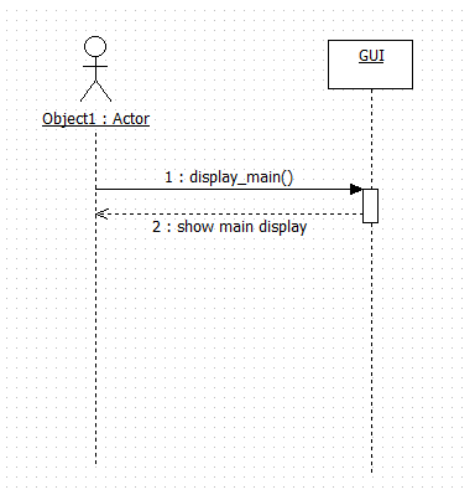 GUI
Object1 : Actor
1 : display_main()
2 : show main display